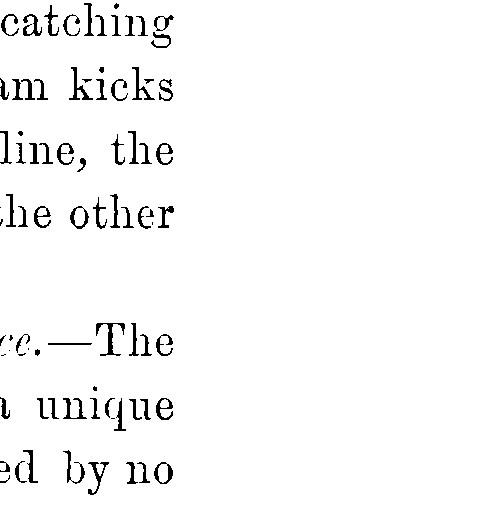 catching
am kicks
line, the
the other
ce.—The
a unique
ed by no